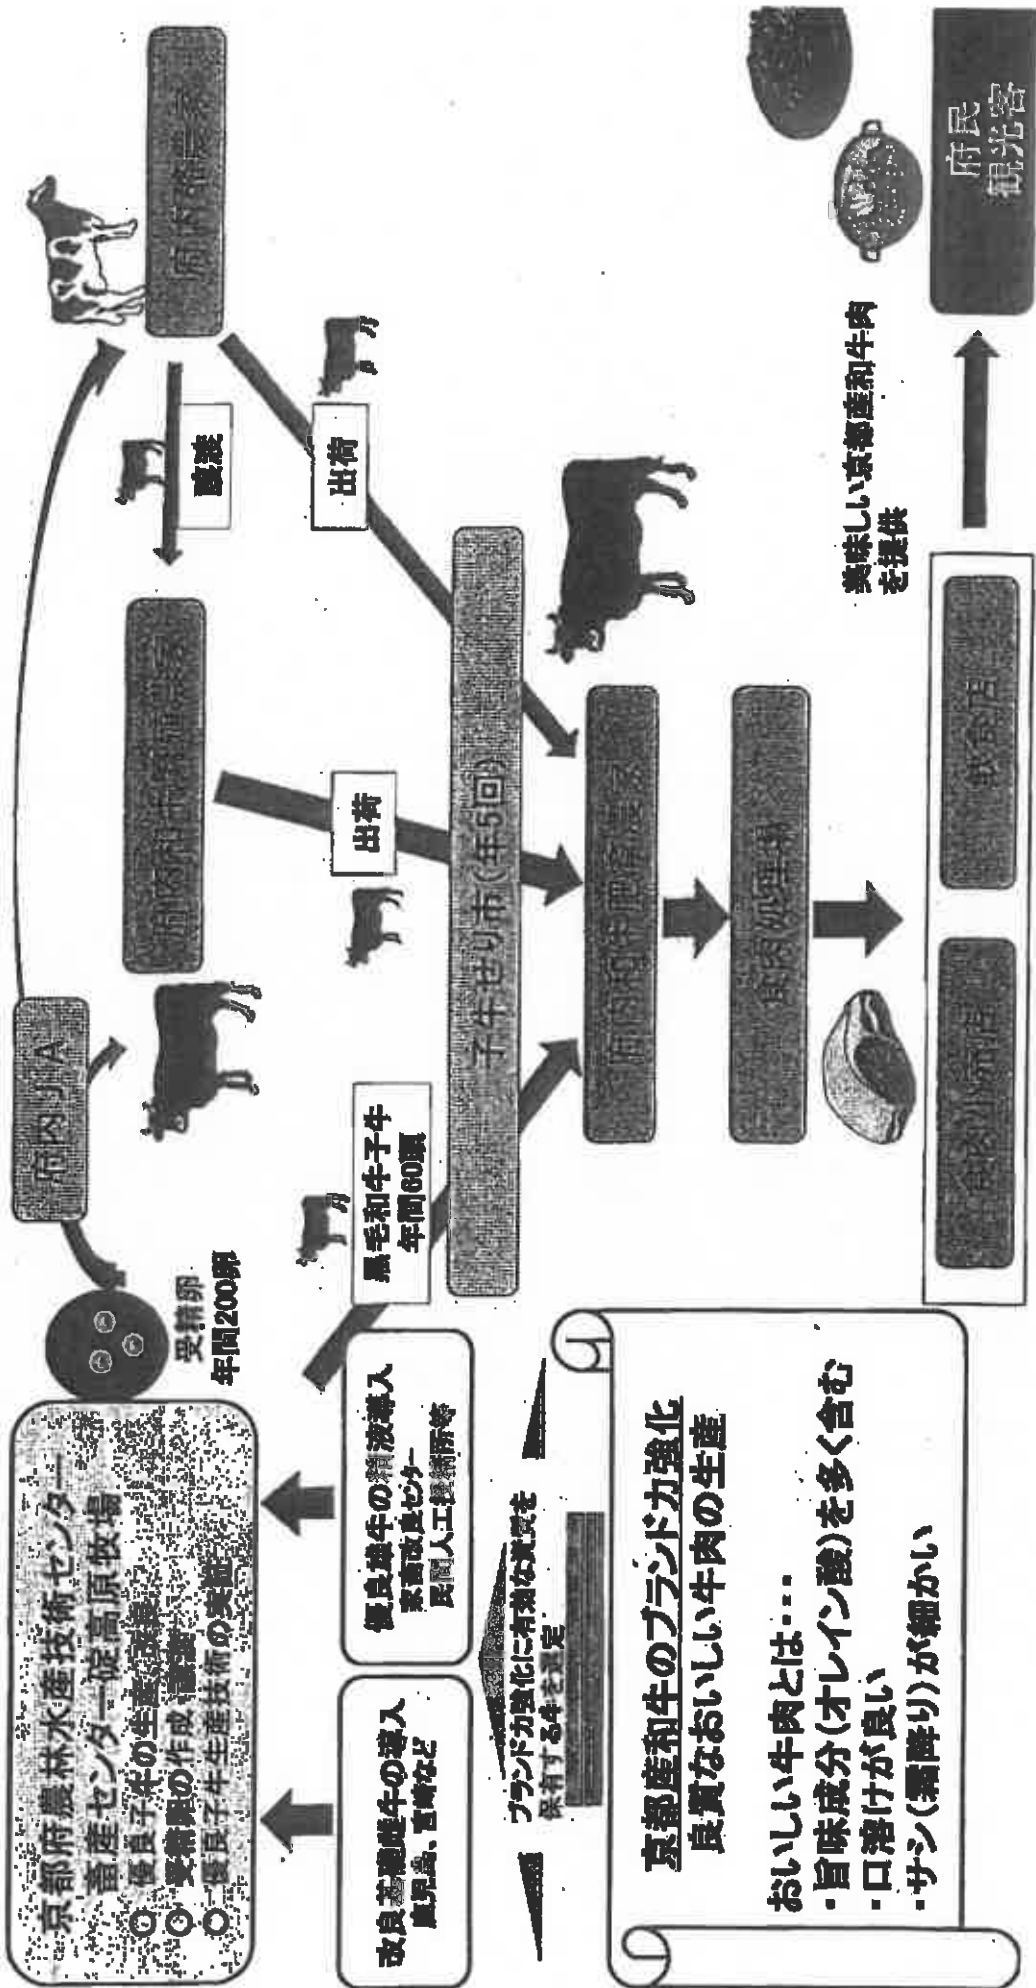 京都府農林水産技術センター
畜産センター碇高原牧場
○ 優良子牛の生産・改良
○ 受精卵の作成・
○ 優良子牛生産技術の実証
受精卵
年間200卵
府内JA
府内酪農家
譲渡
府内和牛繁殖農家
出荷
出荷
黒毛和牛子牛
年間60頭
子牛せり市(年5回)
改良基礎雌牛の導入
鹿児島、宮崎など
優良雄牛の精液導入
家畜改良センター
民間人工授精所等
ブランド力強化に有効な資質を
保有する牛を選定
府内和牛肥育農家
食肉処理場
食肉小売店
飲食店
美味しい京都産和牛肉
を提供
府民
観光客
京都産和牛のブランド力強化
良質なおいしい牛肉の生産
おいしい牛肉とは・・・
・旨味成分(オレイン酸)を多く含む
・口溶けが良い
・サシ(霜降り)が細かい